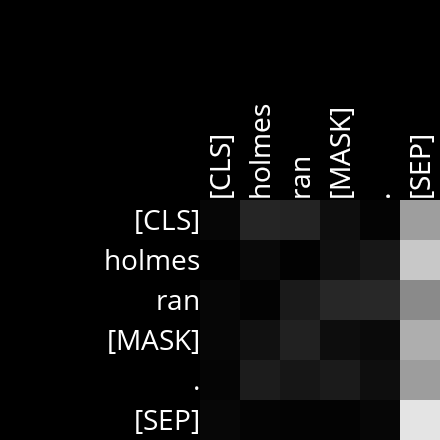 [CLS] holmes ran [MASK] . [SEP]
[CLS]
holmes
ran
[MASK]
.
[SEP]